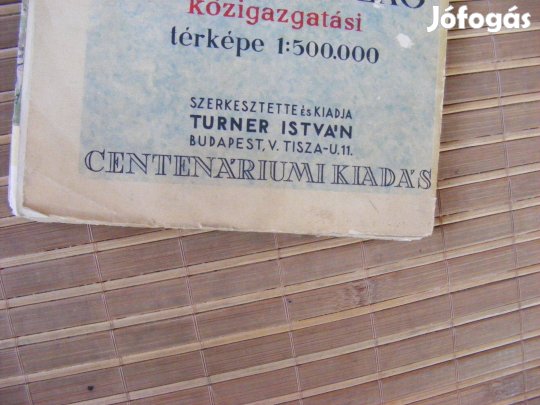 Jófogás
közigazgatási
térképe 1:500.000
SZERKESZTETTE és KIADJA
TURNER ISTVÁN
BUDAPEST, V. TISZA-U. 11.
CENTENÁRIUMI KIADÁS